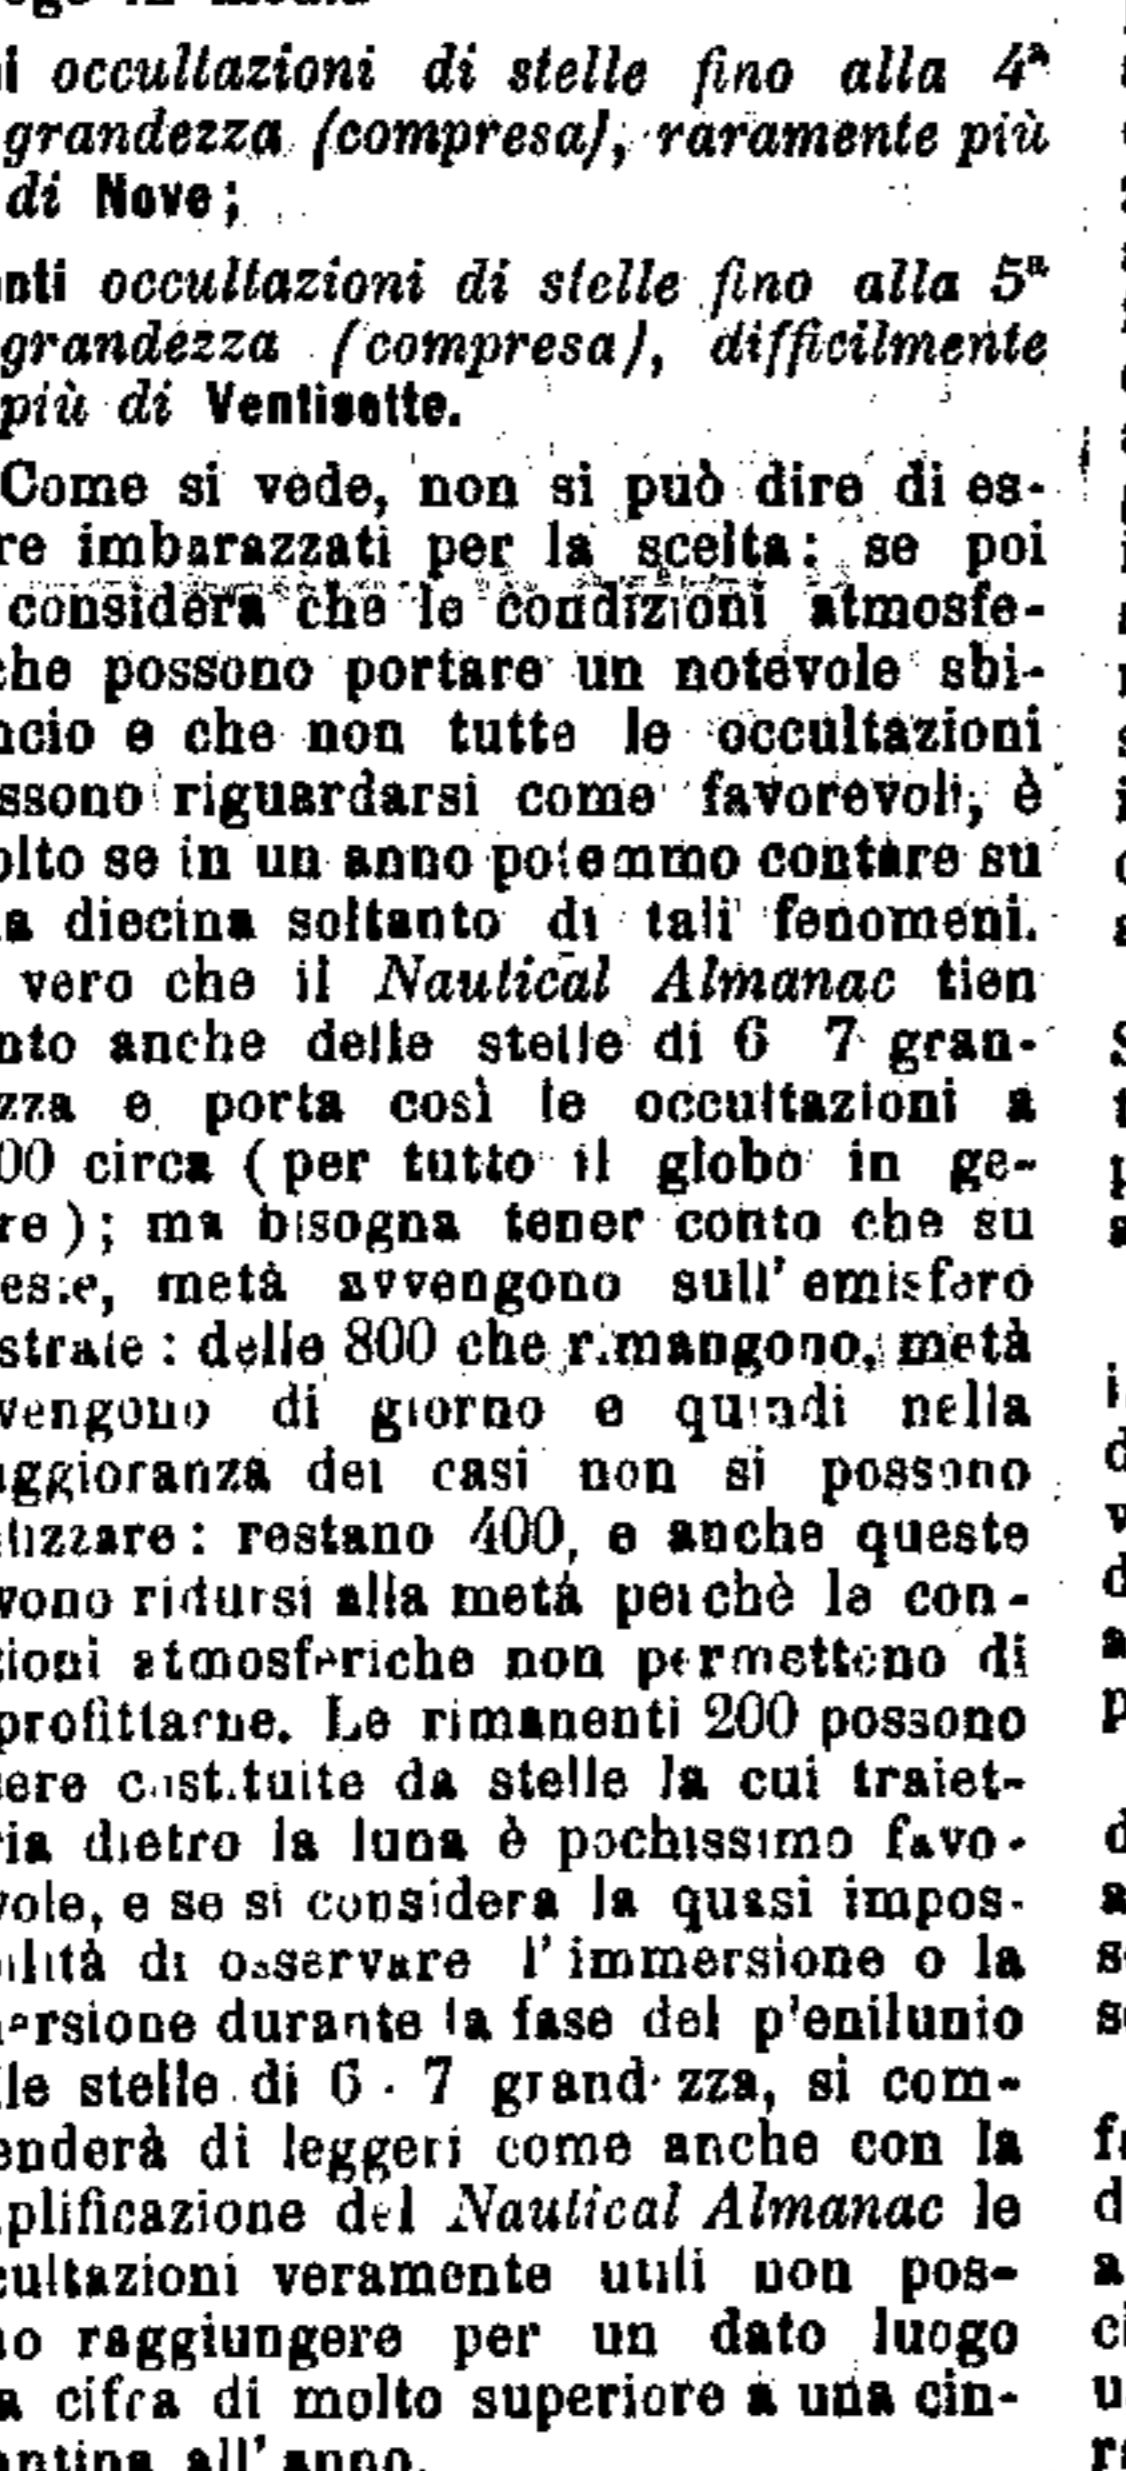 occultazioni di stelle fino alla 4ª
grandezza (compresa), raramente più
di Nove;
occultazioni di stelle fino alla 5ª
grandezza (compresa), difficilmente
più di Ventisette.
Come si vede, non si può dire di es-
re imbarazzati per la scelta: se poi
considera che le condizioni atmosfe-
che possono portare un notevole sbi-
ncio e che non tutte le occultazioni
ssono riguardarsi come favorevoli, è
olto se in un anno potemmo contare su
a diecina soltanto di tali fenomeni.
vero che il Nautical Almanac tien
nto anche delle stelle di 6 7 gran-
zza e porta così le occultazioni a
00 circa (per tutto il globo in ge-
re); ma bisogna tener conto che su
este, metà avvengono sull'emisfero
strale: delle 800 che rimangono, metà
vengono di giorno e quindi nella
ggioranza dei casi non si possono
lizzare: restano 400, e anche queste
vono ridursi alla metà perchè le con-
zioni atmosferiche non permettono di
profittarne. Le rimanenti 200 possono
sere costituite da stelle la cui traiet-
ria dietro la luna è pochissimo favo-
vole, e se si considera la quasi impos-
ilità di osservare l'immersione o la
ersione durante la fase del p'enilunio
lle stelle di 6 - 7 grandezza, si com-
enderà di leggeri come anche con la
plificazione del Nautical Almanac le
cultazioni veramente utili non pos-
no raggiungere per un dato luogo
a cifra di molto superiore a una cin-
antina all'anno.